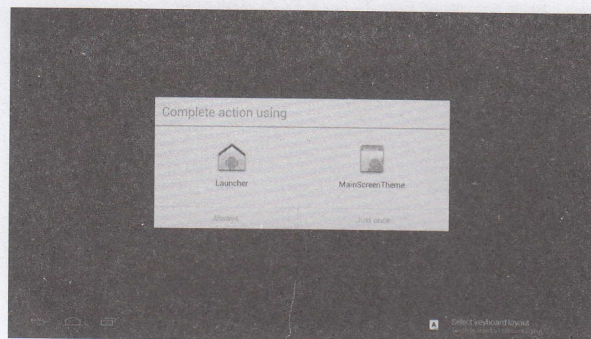 Complete action using
Launcher
MainScreenTheme
Always
Just once
Select keyboard layout